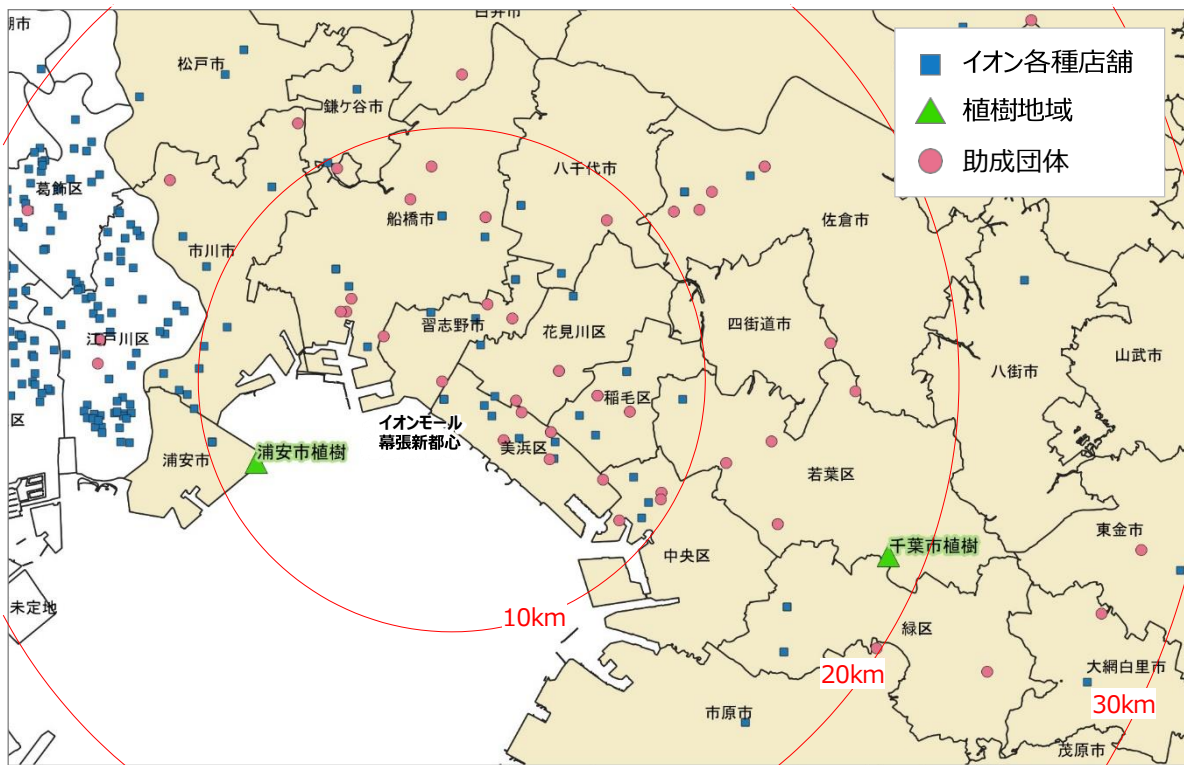 潮市
白井市
松戸市
鎌ケ谷市
イオン各種店舗
植樹地域
助成団体
葛飾区
八千代市
船橋市
佐倉市
市川市
江戸川区
習志野市
花見川区
四街道市
山武市
八街市
稲毛区
区
イオンモール
幕張新都心
美浜区
浦安市
浦安市植樹
若葉区
東金市
千葉市植樹
中央区
未定地
10km
緑区
20km
大網白里市
30km
市原市
茂原市